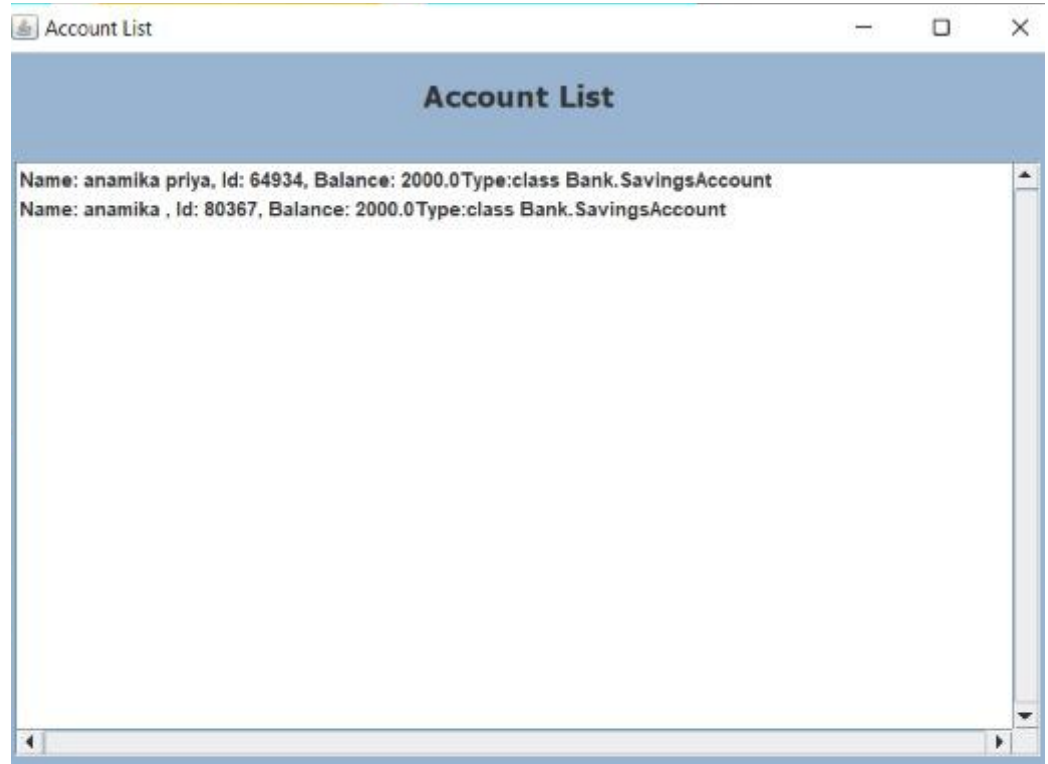 Account List
Account List
Name: anamika priya, Id: 64934, Balance: 2000.0Type:class Bank.SavingsAccount
Name: anamika , Id: 80367, Balance: 2000.0Type:class Bank.SavingsAccount